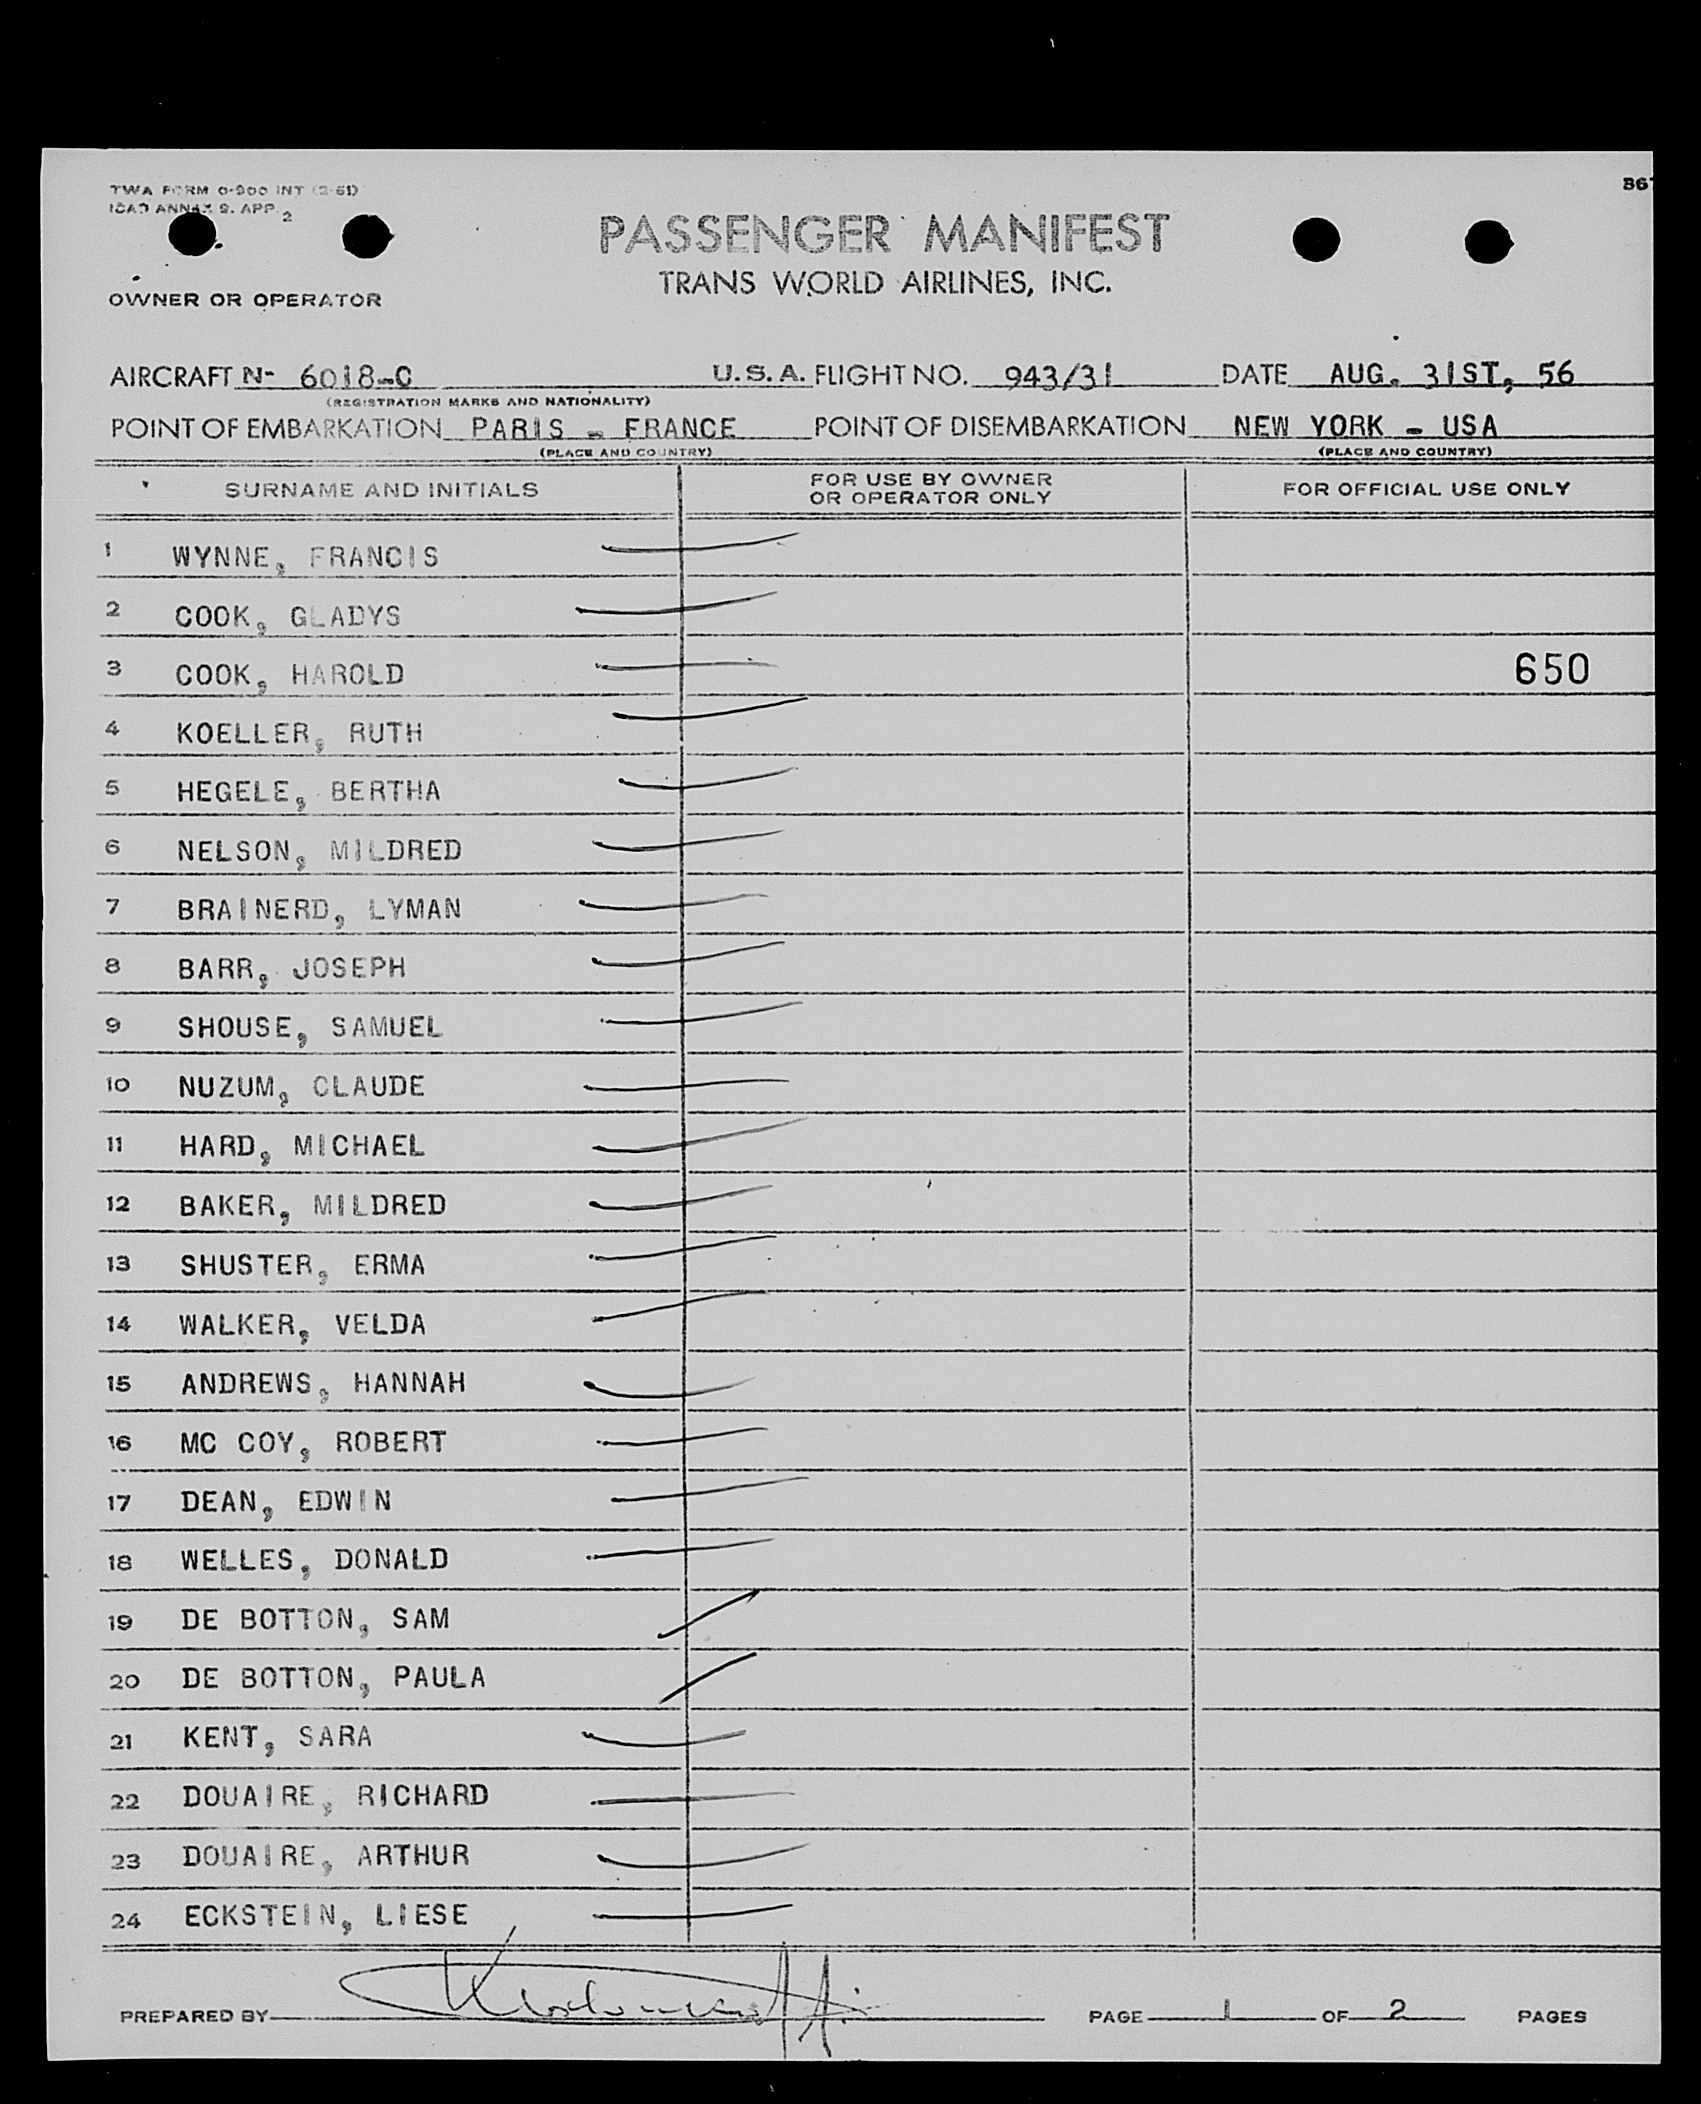 TWA FORM O-900 INT (2-51)
ICAO ANNEX 9. APP. 2
867
PASSENGER MANIFEST
TRANS WORLD AIRLINES, INC.
OWNER OR OPERATOR
AIRCRAFT N- 6018-C U.S.A. FLIGHT NO. 943/31 DATE AUG. 31ST, 56
(REGISTRATION MARKS AND NATIONALITY)
POINT OF EMBARKATION PARIS - FRANCE POINT OF DISEMBARKATION NEW YORK - USA
(PLACE AND COUNTRY) (PLACE AND COUNTRY)
SURNAME AND INITIALS FOR USE BY OWNER OR OPERATOR ONLY FOR OFFICIAL USE ONLY
1 WYNNE, FRANCIS
2 COOK, GLADYS
3 COOK, HAROLD 650
4 KOELLER, RUTH
5 HEGELE, BERTHA
6 NELSON, MILDRED
7 BRAINERD, LYMAN
8 BARR, JOSEPH
9 SHOUSE, SAMUEL
10 NUZUM, CLAUDE
11 HARD, MICHAEL
12 BAKER, MILDRED
13 SHUSTER, ERMA
14 WALKER, VELDA
15 ANDREWS, HANNAH
16 MC COY, ROBERT
17 DEAN, EDWIN
18 WELLES, DONALD
19 DE BOTTON, SAM
20 DE BOTTON, PAULA
21 KENT, SARA
22 DOUAIRE, RICHARD
23 DOUAIRE, ARTHUR
24 ECKSTEIN, LIESE
PREPARED BY PAGE 1 OF 2 PAGES